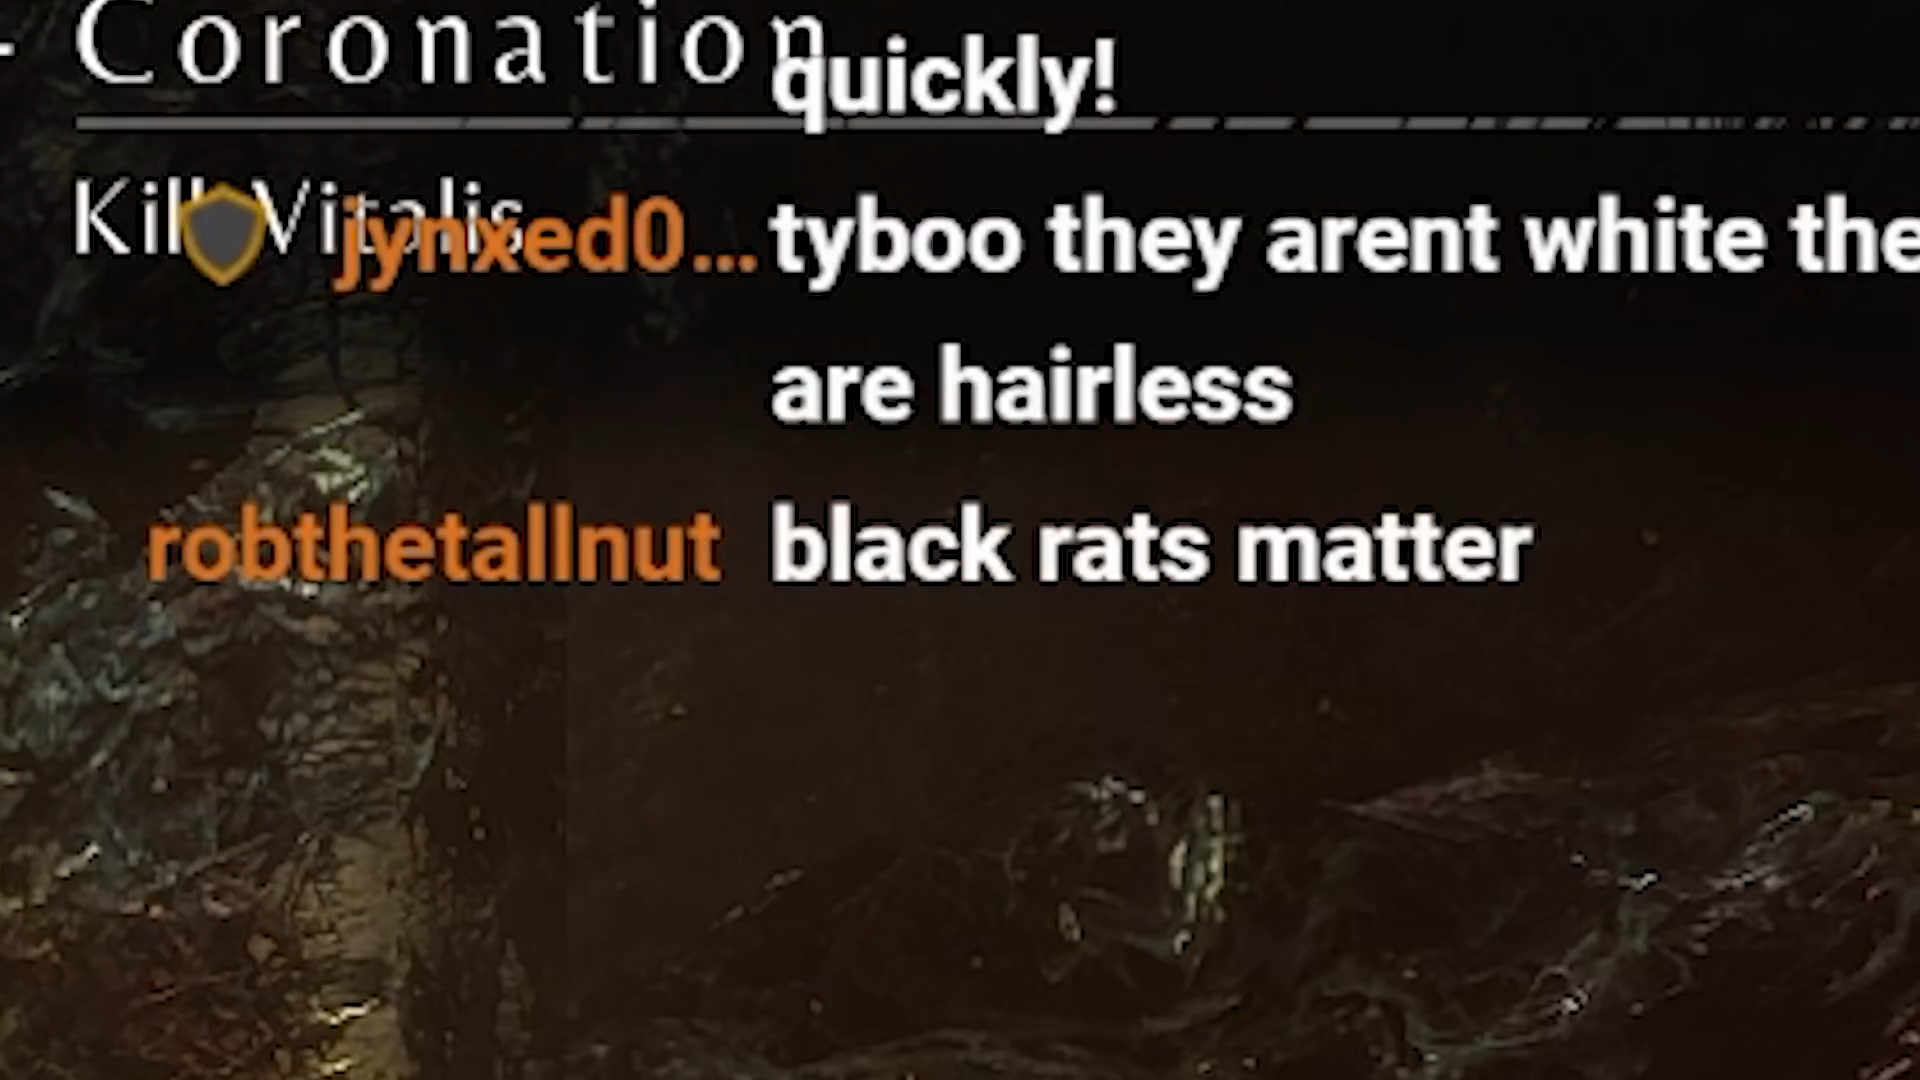 - Coronation
quickly!
Kill Vitalis
jynxed0... tyboo they arent white the
are hairless
robthetallnut black rats matter